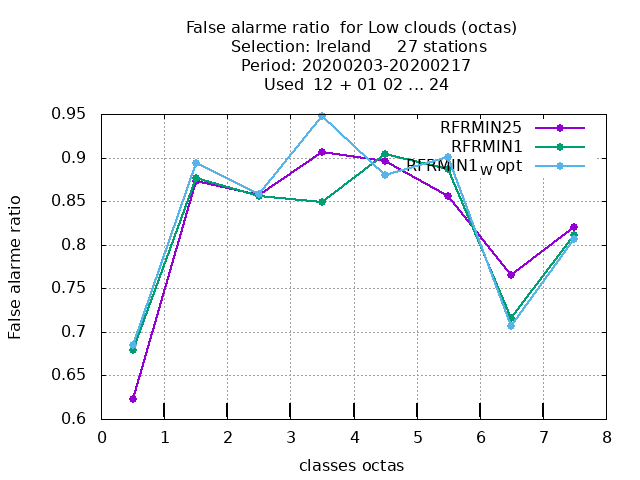 False alarme ratio  for Low clouds (octas)
Selection: Ireland     27 stations
Period: 20200203-20200217
Used  12 + 01 02 ... 24
RFRMIN25
RFRMIN1
RFRMIN1W opt
0.95
0.9
0.85
0.8
0.75
0.7
0.65
0.6
False alarme ratio
0 1 2 3 4 5 6 7 8
classes octas